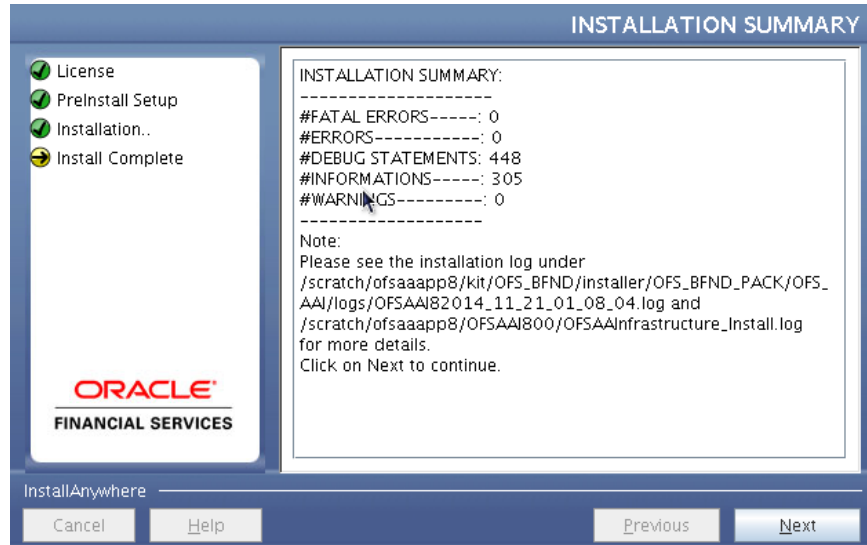 INSTALLATION SUMMARY
License
PreInstall Setup
Installation..
Install Complete
ORACLE
FINANCIAL SERVICES
INSTALLATION SUMMARY:
--------------------
#FATAL ERRORS-----: 0
#ERRORS-----------: 0
#DEBUG STATEMENTS: 448
#INFORMATIONS-----: 305
#WARNINGS---------: 0
-------------------
Note:
Please see the installation log under
/scratch/ofsaaapp8/kit/OFS_BFND/installer/OFS_BFND_PACK/OFS_
AAI/logs/OFSAAI82014_11_21_01_08_04.log and
/scratch/ofsaaapp8/OFSAAI800/OFSAAInfrastructure_Install.log
for more details.
Click on Next to continue.
InstallAnywhere
Cancel Help Previous Next